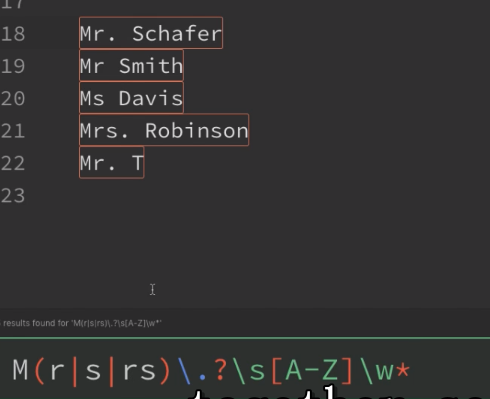 17
18 Mr. Schafer
19 Mr Smith
20 Ms Davis
21 Mrs. Robinson
22 Mr. T
23
results found for 'M(r|s|rs)\.?\s[A-Z]\w*'
M(r|s|rs)\.?\s[A-Z]\w*
together